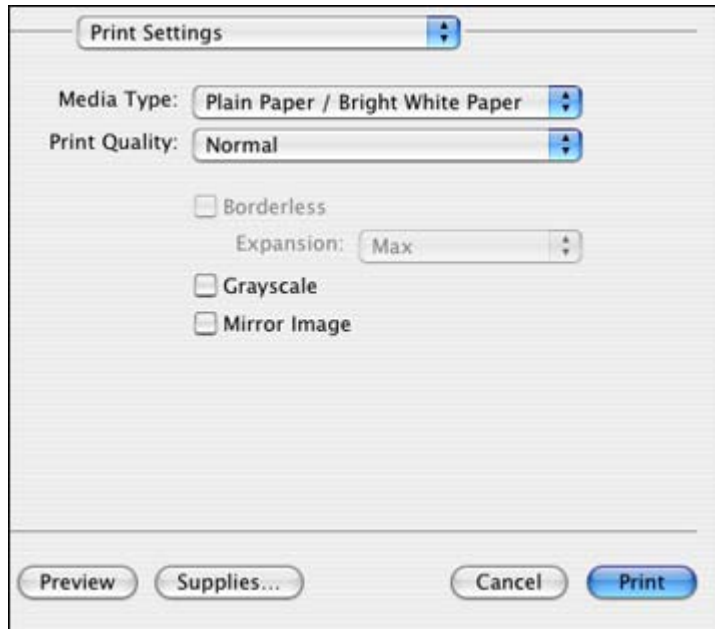 Print Settings
Media Type: Plain Paper / Bright White Paper
Print Quality: Normal
Borderless
Expansion: Max
Grayscale
Mirror Image
Preview Supplies... Cancel Print